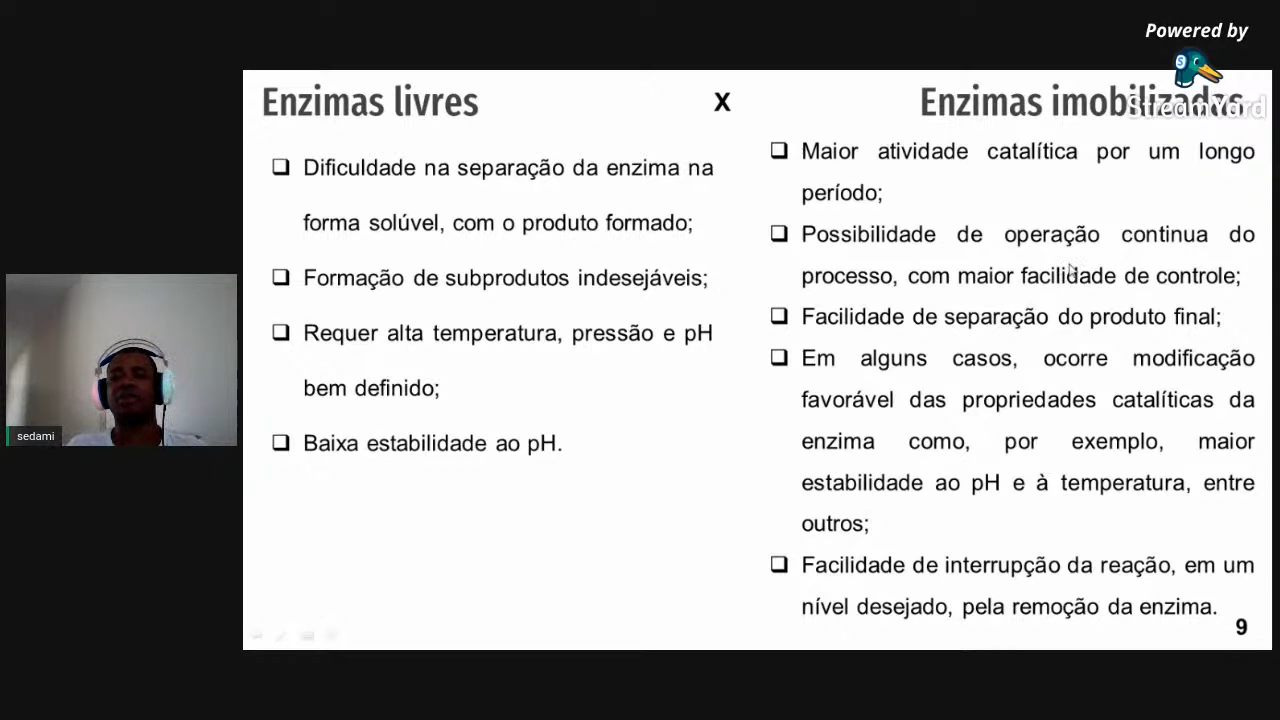 Powered by
StreamYard
Enzimas livres
X
Enzimas imobilizadas
❑ Dificuldade na separação da enzima na
forma solúvel, com o produto formado;
❑ Formação de subprodutos indesejáveis;
❑ Requer alta temperatura, pressão e pH
bem definido;
❑ Baixa estabilidade ao pH.
❑ Maior atividade catalítica por um longo
período;
❑ Possibilidade de operação continua do
processo, com maior facilidade de controle;
❑ Facilidade de separação do produto final;
❑ Em alguns casos, ocorre modificação
favorável das propriedades catalíticas da
enzima como, por exemplo, maior
estabilidade ao pH e à temperatura, entre
outros;
❑ Facilidade de interrupção da reação, em um
nível desejado, pela remoção da enzima.
9
sedami